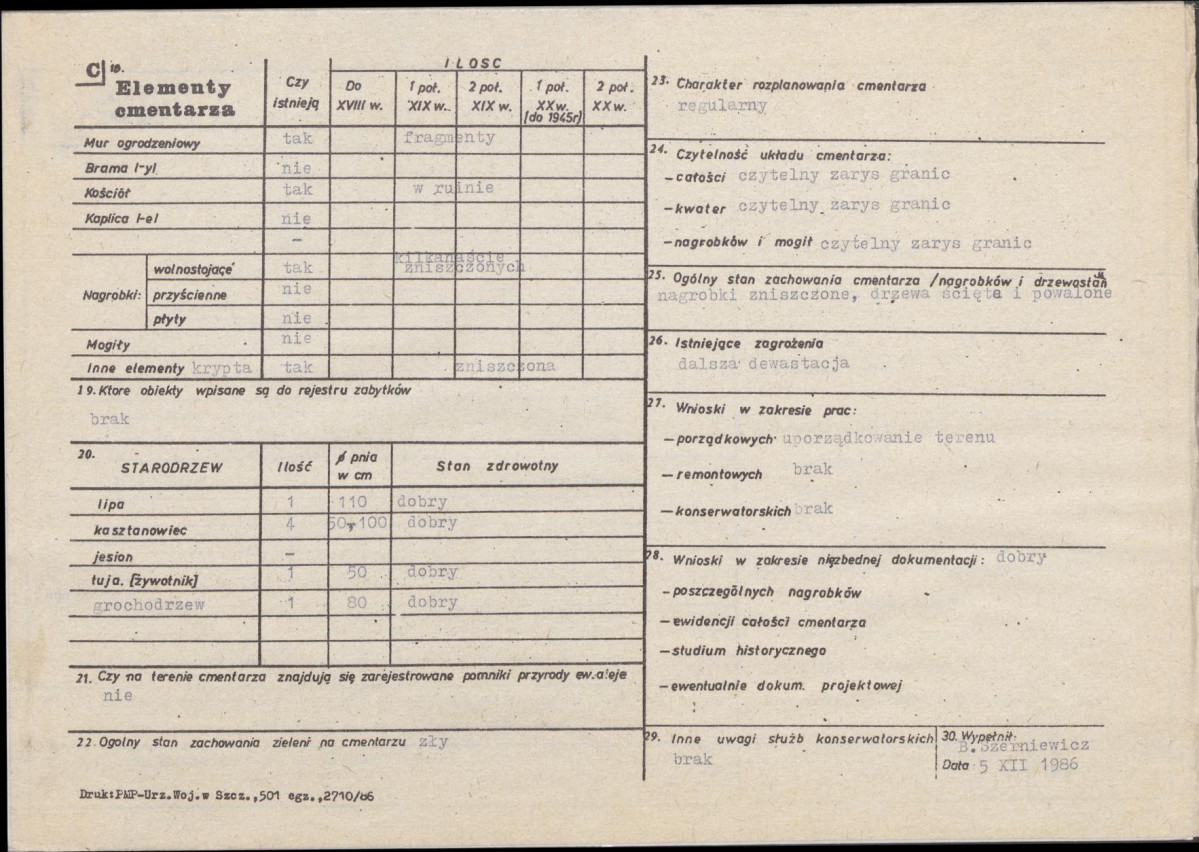 C 18.
Elementy cmentarza
Czy istnieją
ILOSC
Do XVIII w.
1 poł. XIX w.
2 poł. XIX w.
1 poł. XX w. [do 1945r]
2 poł. XX w.
Mur ogrodzeniowy tak fragmenty
Brama /-y/ nie
Kościół tak w ruinie
Kaplica /-e/ nie
–
Nagrobki:
wolnostojące tak kilkanaście zniszczonych
przyścienne nie
płyty nie
Mogiły nie
Inne elementy krypta tak zniszczona
19. Ktore obiekty wpisane są do rejestru zabytków
brak
20.
STARODRZEW Ilość ø pnia w cm Stan zdrowotny
lipa 1 110 dobry
kasztanowiec 4 50, 100 dobry
jesion –
tuja. [żywotnik] 1 50 dobry
grochodrzew 1 80 dobry
21. Czy na terenie cmentarza znajdują się zarejestrowane pomniki przyrody ew.aleje
nie
22. Ogolny stan zachowania zieleni na cmentarzu zły
Druk:PMP-Urz.Woj.w Szcz.,501 egz.,2710/86
23. Charakter rozplanowania cmentarza
regularny
24. Czytelność układu cmentarza:
– całości czytelny zarys granic
– kwater czytelny zarys granic
– nagrobków i mogił czytelny zarys granic
25. Ogólny stan zachowania cmentarza /nagrobków i drzewostan
nagrobki zniszczone, drzewa ścięte i powalone
26. Istniejące zagrożenia
dalsza dewastacja
27. Wnioski w zakresie prac:
– porządkowych uporządkowanie terenu
– remontowych brak
– konserwatorskich brak
28. Wnioski w zakresie niezbednej dokumentacji: dobry
– poszczególnych nagrobków
– ewidencji całości cmentarza
– studium historycznego
– ewentualnie dokum. projektowej
29. Inne uwagi służb konserwatorskich
brak
30. Wypełnił:
B. Szerniewicz
Data 5 XII 1986